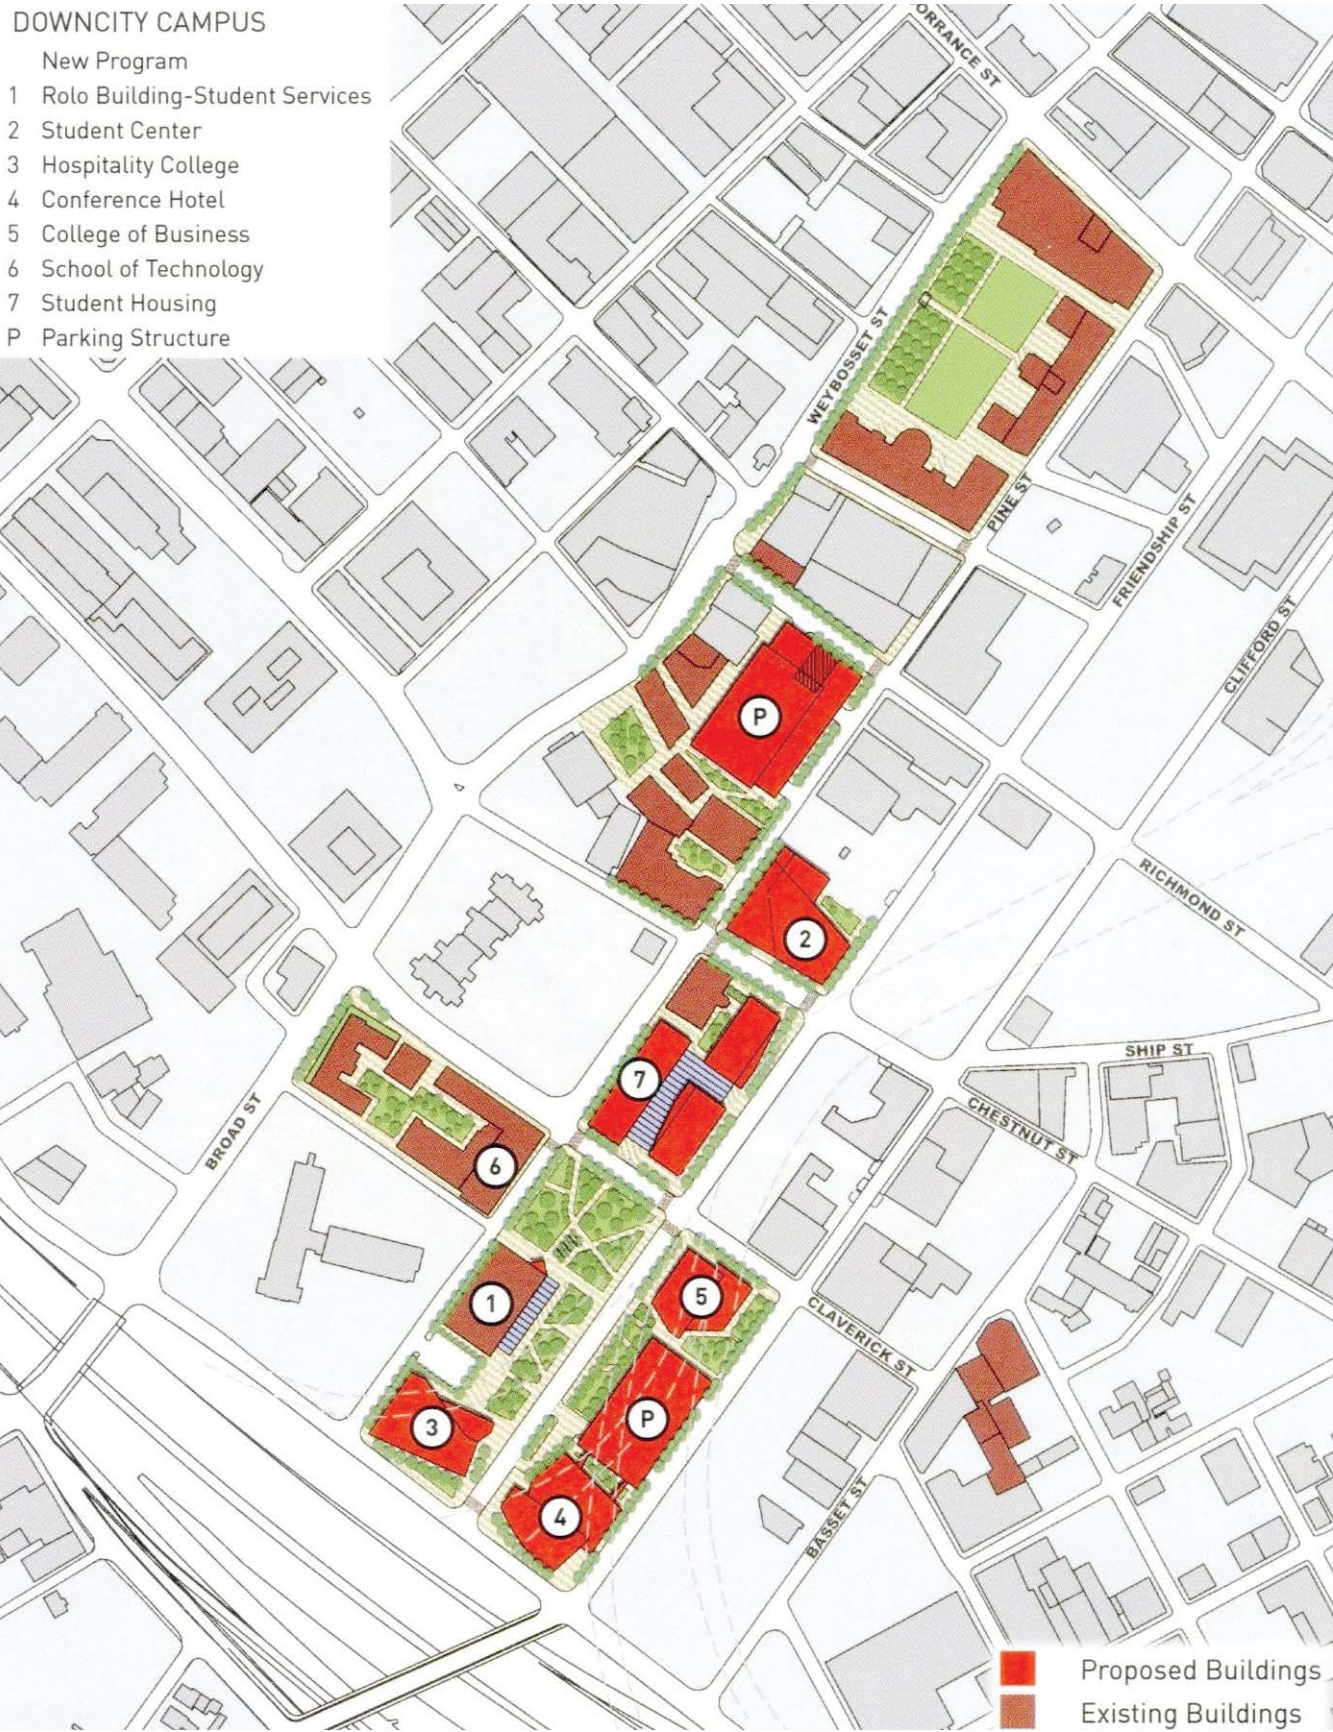 DOWNCITY CAMPUS
New Program
1 Rolo Building-Student Services
2 Student Center
3 Hospitality College
4 Conference Hotel
5 College of Business
6 School of Technology
7 Student Housing
P Parking Structure
ORRANCE ST
WEYBOSSET ST
PINE ST
FRIENDSHIP ST
CLIFFORD ST
P
RICHMOND ST
2
SHIP ST
7
CHESTNUT ST
BROAD ST
6
1
5
CLAVERICK ST
P
3
4
BASSET ST
Proposed Buildings
Existing Buildings